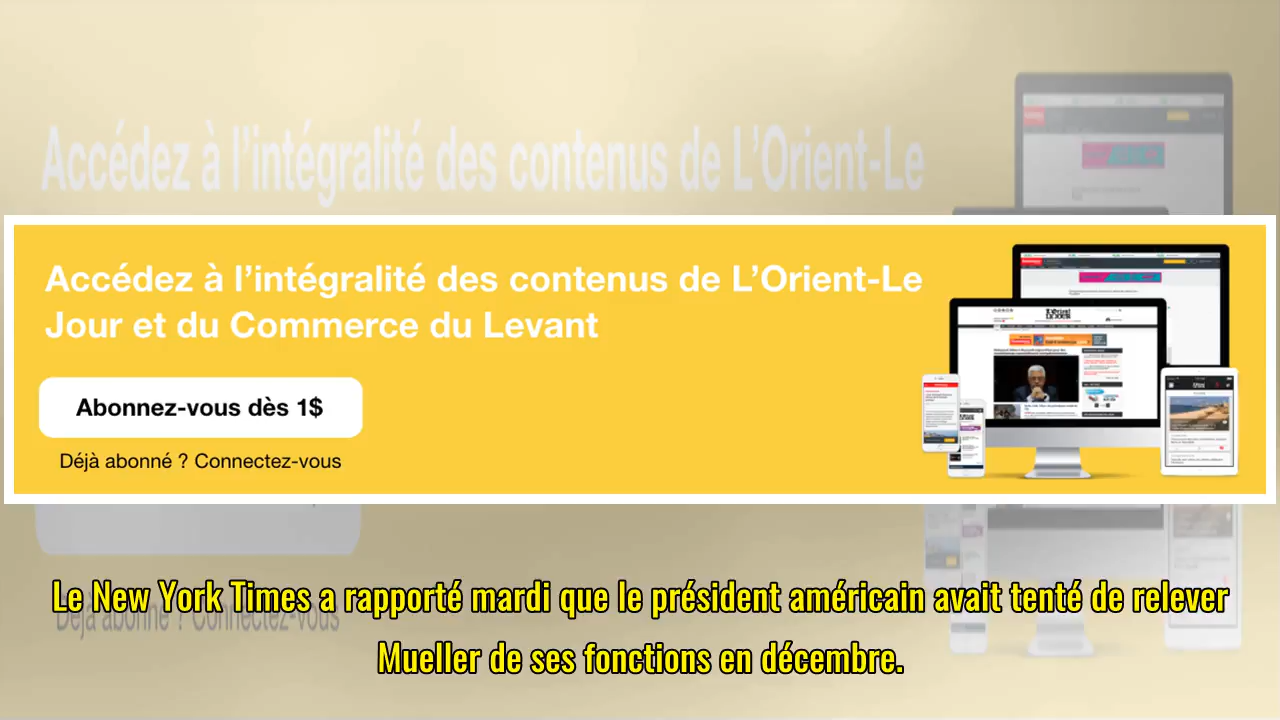 Accédez à l'intégralité des contenus de L'Orient-Le
Accédez à l'intégralité des contenus de L'Orient-Le
Jour et du Commerce du Levant
Abonnez-vous dès 1$
Déjà abonné ? Connectez-vous
Le New York Times a rapporté mardi que le président américain avait tenté de relever
Déjà abonné ? Connectez-vous
Mueller de ses fonctions en décembre.